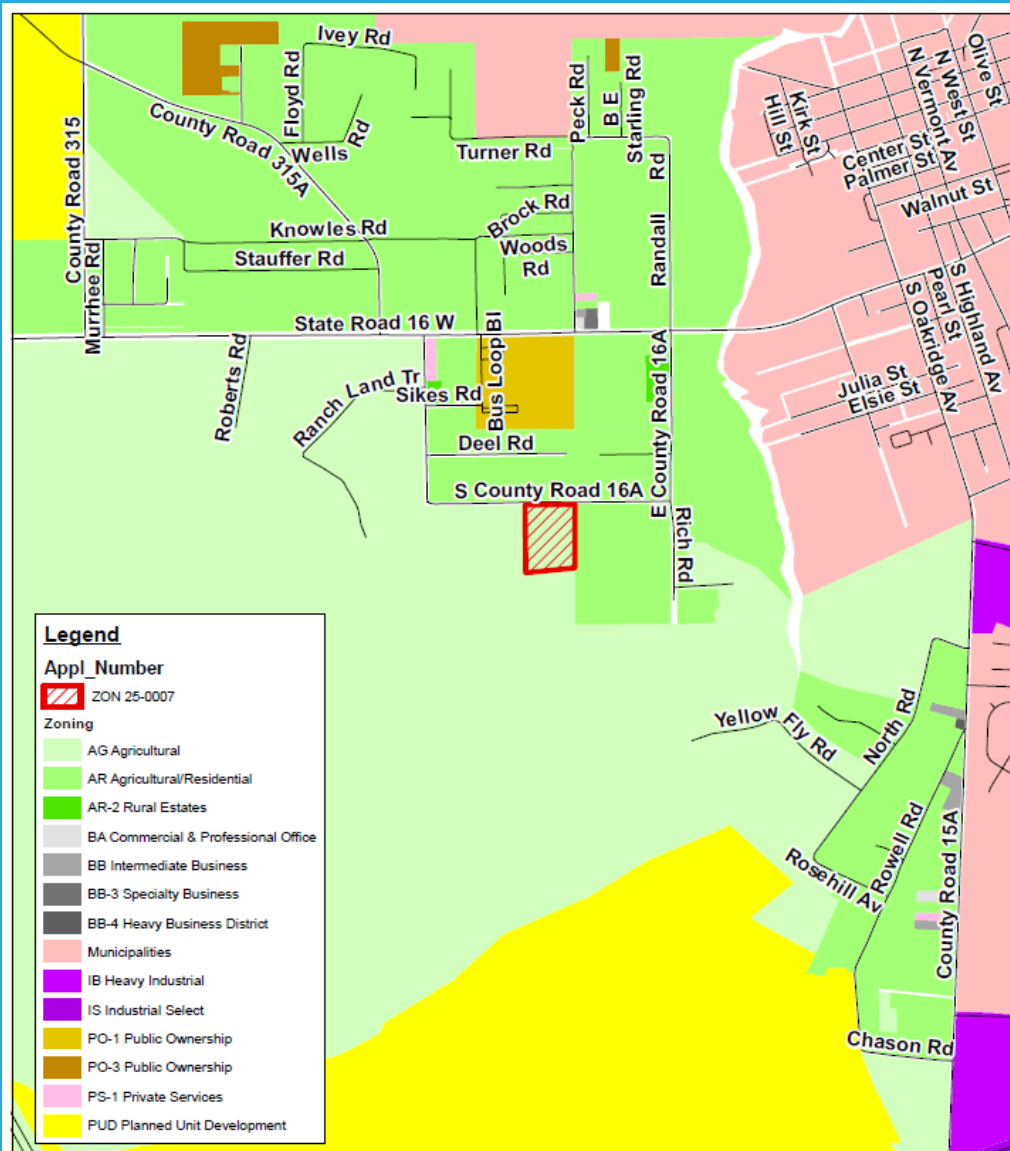 Ivey Rd
Floyd Rd
County Road 315
County Road 315A
Wells Rd
Turner Rd
Peck Rd
B E Starling Rd
Randall Rd
Brock Rd
Woods Rd
Knowles Rd
Stauffer Rd
Murrhee Rd
State Road 16 W
Roberts Rd
Ranch Land Tr
Sikes Rd
Bus LoopBl
Deel Rd
S County Road 16A
E County Road 16A
Rich Rd
Hill St
Kirk St
N Vermont Av
N West St
Olive St
Center St
Palmer St
Walnut St
S Oakridge Av
Pearl St
S Highland Av
Julia St
Elsie St
Yellow Fly Rd
North Rd
Rowell Rd
Rosehill Av
County Road 15A
Chason Rd
Legend
Appl_Number
ZON 25-0007
Zoning
AG Agricultural
AR Agricultural/Residential
AR-2 Rural Estates
BA Commercial & Professional Office
BB Intermediate Business
BB-3 Specialty Business
BB-4 Heavy Business District
Municipalities
IB Heavy Industrial
IS Industrial Select
PO-1 Public Ownership
PO-3 Public Ownership
PS-1 Private Services
PUD Planned Unit Development